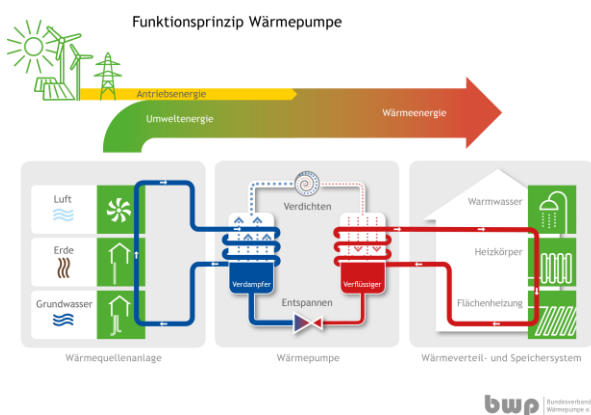 Funktionsprinzip Wärmepumpe
Antriebsenergie
Umweltenergie
Wärmeenergie
Luft
Erde
Grundwasser
Verdichten
Verdampfer
Verflüssiger
Entspannen
Warmwasser
Heizkörper
Flächenheizung
Wärmequellenanlage
Wärmepumpe
Wärmeverteil- und Speichersystem
bwp
Bundesverband
Wärmepumpe e.